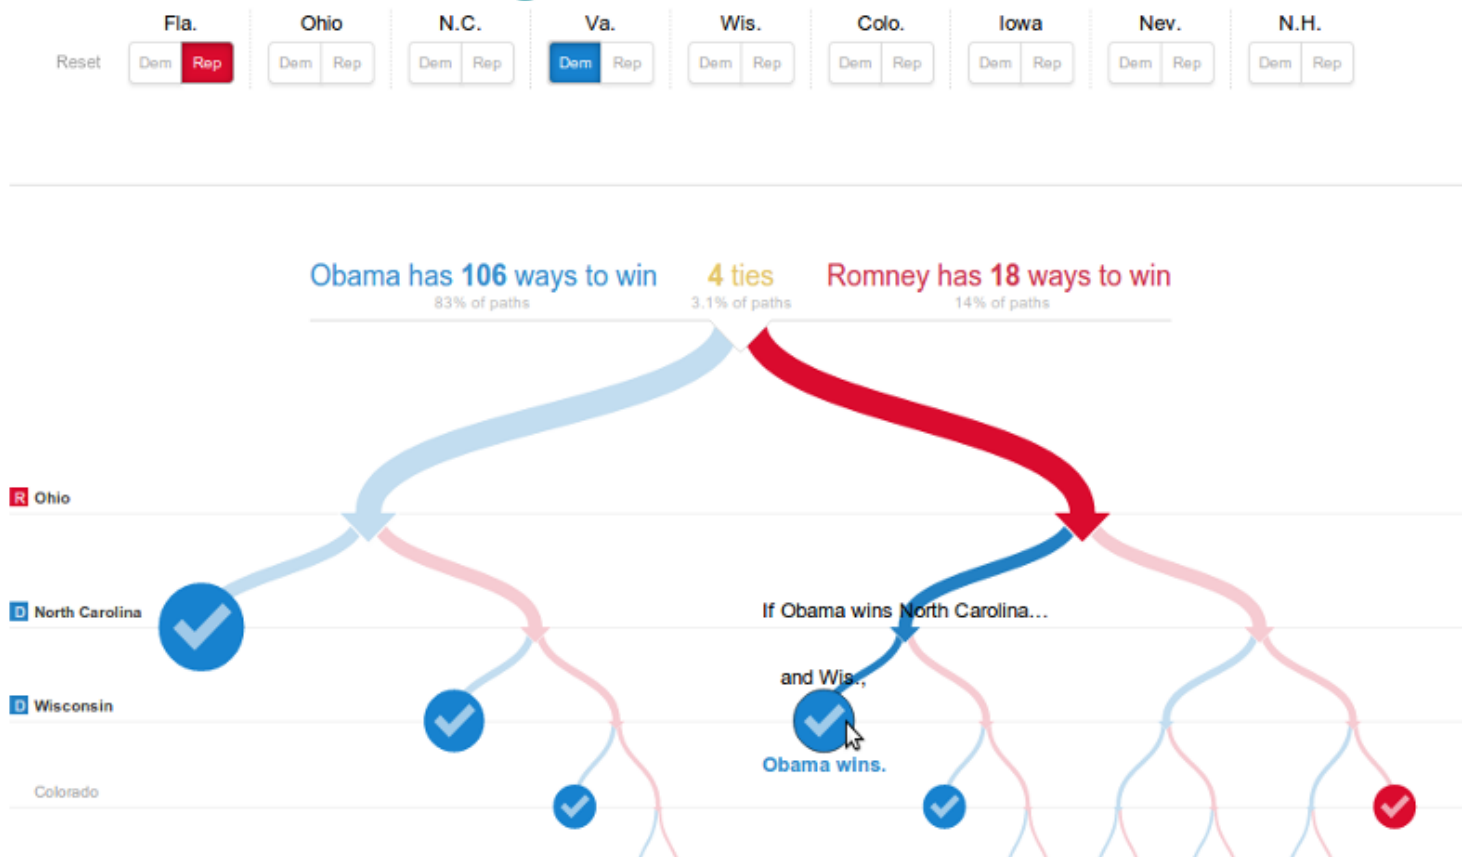 Fla. Ohio N.C. Va. Wis. Colo. Iowa Nev. N.H.
Reset Dem Rep Dem Rep Dem Rep Dem Rep Dem Rep Dem Rep Dem Rep Dem Rep Dem Rep
Obama has 106 ways to win 4 ties Romney has 18 ways to win
83% of paths 3.1% of paths 14% of paths
R Ohio
D North Carolina If Obama wins North Carolina...
and Wis.,
D Wisconsin
Obama wins.
Colorado